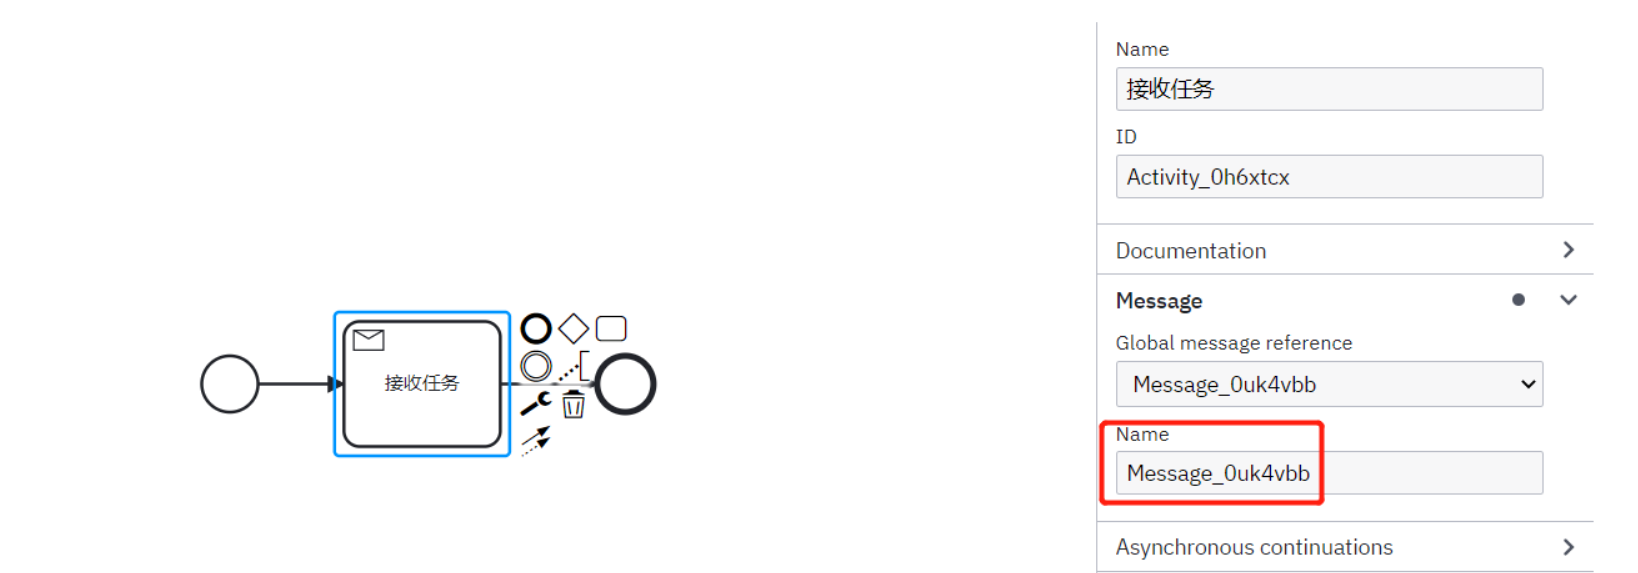 接收任务
Name
接收任务
ID
Activity_0h6xtcx
Documentation
Message
Global message reference
Message_0uk4vbb
Name
Message_0uk4vbb
Asynchronous continuations